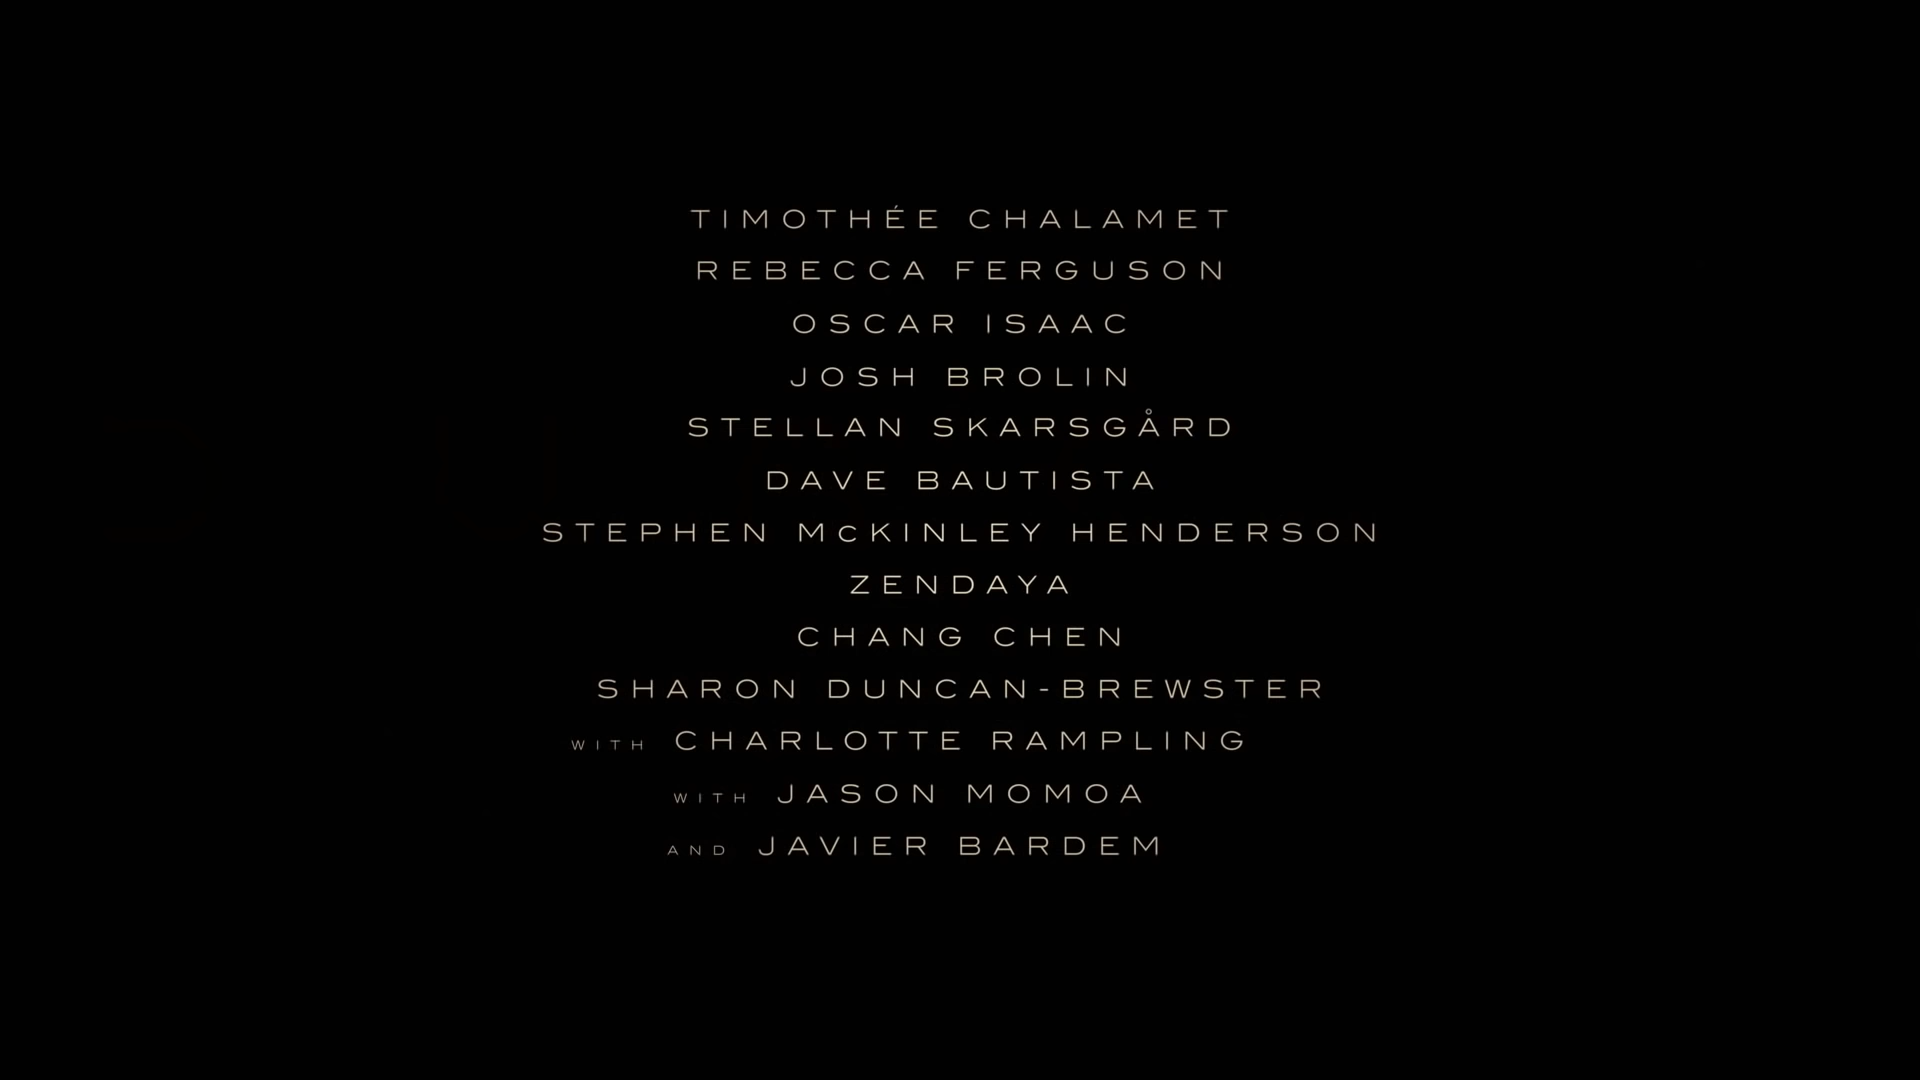 TIMOTHÉE CHALAMET
REBECCA FERGUSON
OSCAR ISAAC
JOSH BROLIN
STELLAN SKARSGÅRD
DAVE BAUTISTA
STEPHEN McKINLEY HENDERSON
ZENDAYA
CHANG CHEN
SHARON DUNCAN-BREWSTER
WITH CHARLOTTE RAMPLING
WITH JASON MOMOA
AND JAVIER BARDEM